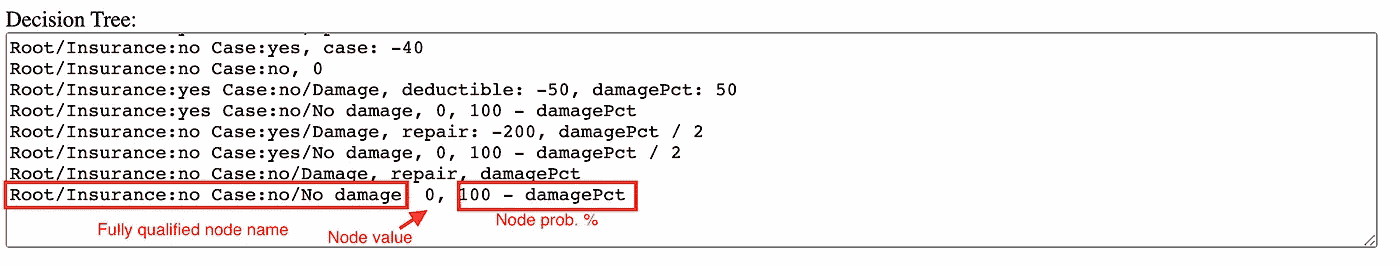 Decision Tree:
Root/Insurance:no Case:yes, case: -40
Root/Insurance:no Case:no, 0
Root/Insurance:yes Case:no/Damage, deductible: -50, damagePct: 50
Root/Insurance:yes Case:no/No damage, 0, 100 - damagePct
Root/Insurance:no Case:yes/Damage, repair: -200, damagePct / 2
Root/Insurance:no Case:yes/No damage, 0, 100 - damagePct / 2
Root/Insurance:no Case:no/Damage, repair, damagePct
Root/Insurance:no Case:no/No damage, 0, 100 - damagePct
Fully qualified node name
Node value
Node prob. %